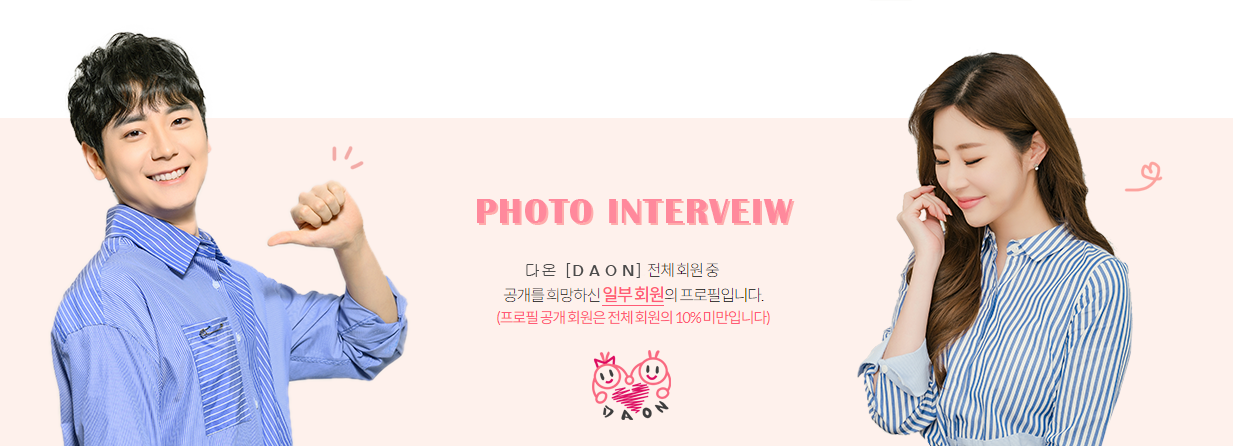 PHOTO INTERVEIW
다온 [DAON] 전체 회원 중
공개를 희망하신 일부 회원의 프로필입니다.
(프로필 공개 회원은 전체 회원의 10% 미만입니다)
DAON